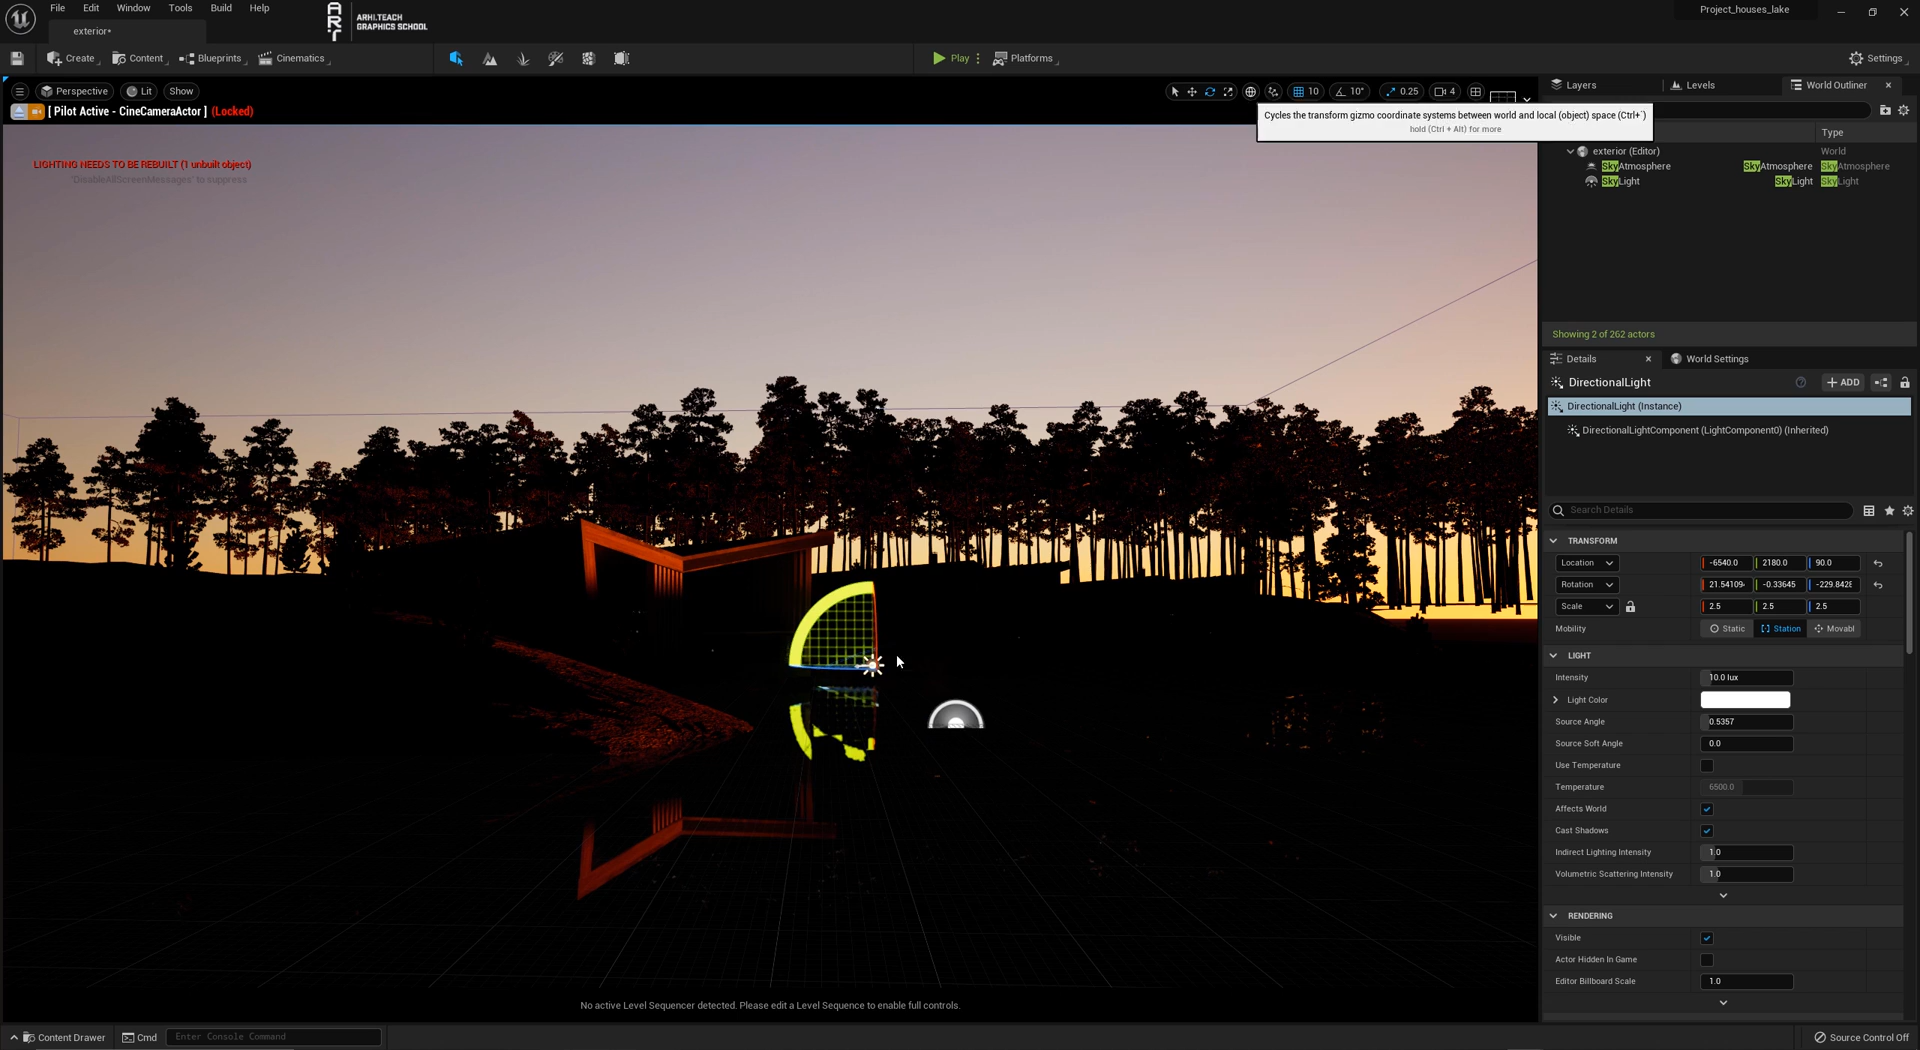 File Edit Window Tools Build Help
ARHI.TEACH
GRAPHICS SCHOOL
Project_houses_lake
exterior*
Create Content Blueprints Cinematics Play Platforms Settings
Perspective Lit Show
10 10° 0.25 4
[ Pilot Active - CineCameraActor ] (Locked)
Cycles the transform gizmo coordinate systems between world and local (object) space (Ctrl+`)
hold (Ctrl + Alt) for more
LIGHTING NEEDS TO BE REBUILT (1 unbuilt object)
'DisableAllScreenMessages' to suppress
No active Level Sequencer detected. Please edit a Level Sequence to enable full controls.
Layers Levels World Outliner
Type
exterior (Editor) World
SkyAtmosphere SkyAtmosphere SkyAtmosphere
SkyLight SkyLight SkyLight
Showing 2 of 262 actors
Details World Settings
DirectionalLight ADD
DirectionalLight (Instance)
DirectionalLightComponent (LightComponent0) (Inherited)
Search Details
TRANSFORM
Location -6540.0 2180.0 90.0
Rotation 21.54109 -0.33645 -229.8428
Scale 2.5 2.5 2.5
Mobility Static Station Movabl
LIGHT
Intensity 10.0 lux
Light Color
Source Angle 0.5357
Source Soft Angle 0.0
Use Temperature
Temperature 6500.0
Affects World
Cast Shadows
Indirect Lighting Intensity 1.0
Volumetric Scattering Intensity 1.0
RENDERING
Visible
Actor Hidden In Game
Editor Billboard Scale 1.0
Content Drawer Cmd Enter Console Command Source Control Off